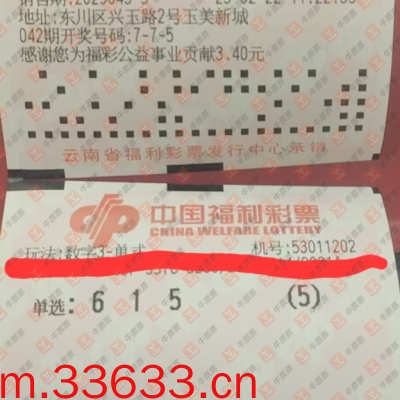 地址:东川区兴玉路2号玉美新城
042期开奖号码:7-7-5
感谢您为福彩公益事业贡献3.40元
云南省福利彩票发行中心承销
中国福利彩票
CHINA WELFARE LOTTERY
玩法:数字3-单式
机号:53011202
单选: 6 1 5 (5)
m.33633.cn